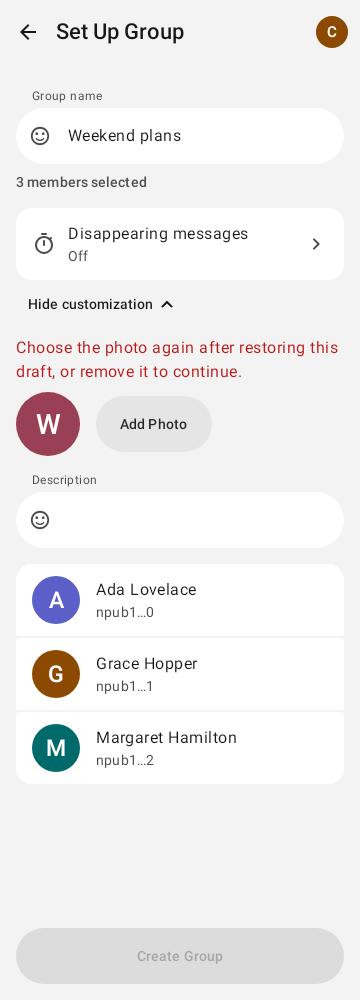 Set Up Group
C
Group name
Weekend plans
3 members selected
Disappearing messages
Off
Hide customization
Choose the photo again after restoring this
draft, or remove it to continue.
W
Add Photo
Description
A
Ada Lovelace
npub1…0
G
Grace Hopper
npub1…1
M
Margaret Hamilton
npub1…2
Create Group